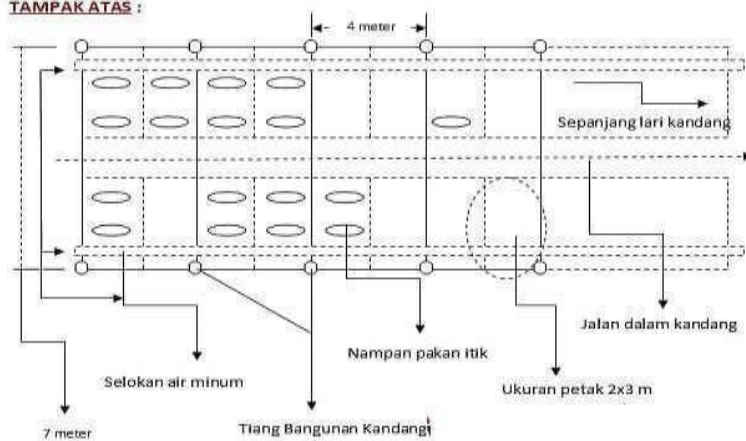 TAMPAK ATAS :
4 meter
Sepanjang lari kandang
Jalan dalam kandang
Nampan pakan itik
Selokan air minum
Ukuran petak 2x3 m
Tiang Bangunan Kandang
7 meter